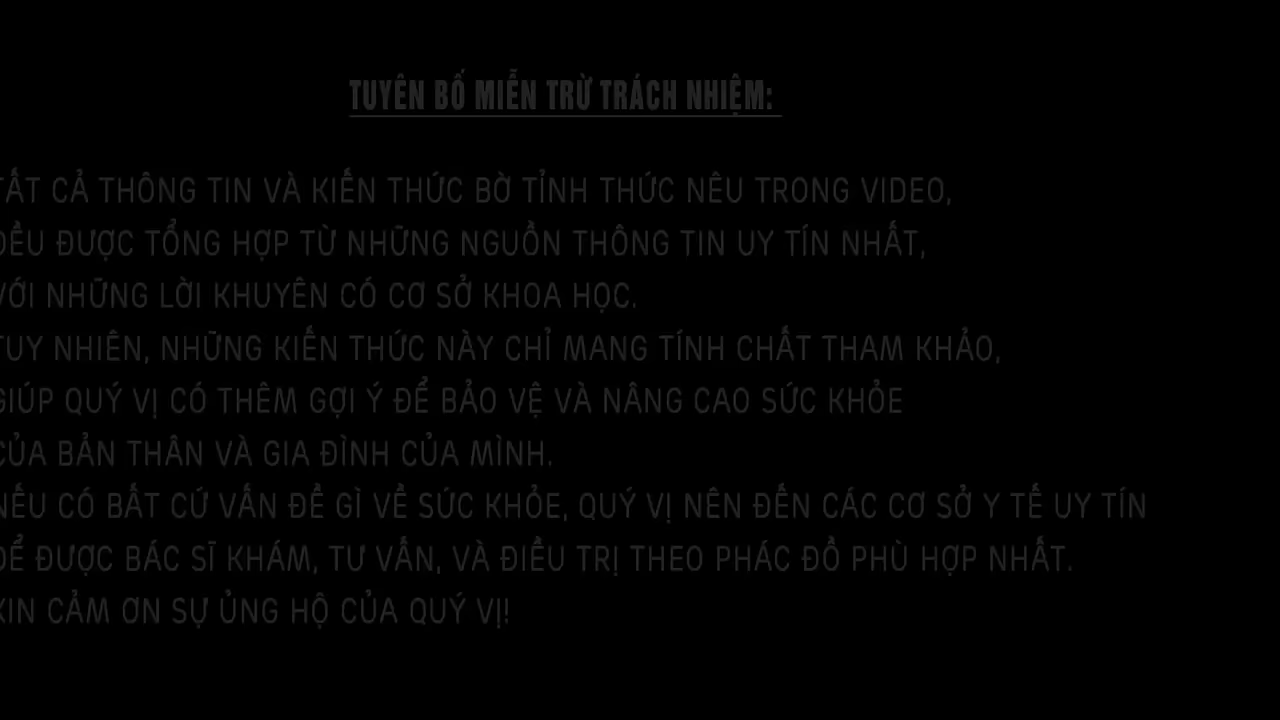 TUYÊN BỐ MIỄN TRỪ TRÁCH NHIỆM:
TẤT CẢ THÔNG TIN VÀ KIẾN THỨC BỜ TỈNH THỨC NÊU TRONG VIDEO,
ĐỀU ĐƯỢC TỔNG HỢP TỪ NHỮNG NGUỒN THÔNG TIN UY TÍN NHẤT,
VỚI NHỮNG LỜI KHUYÊN CÓ CƠ SỞ KHOA HỌC.
TUY NHIÊN, NHỮNG KIẾN THỨC NÀY CHỈ MANG TÍNH CHẤT THAM KHẢO,
GIÚP QUÝ VỊ CÓ THÊM GỢI Ý ĐỂ BẢO VỆ VÀ NÂNG CAO SỨC KHỎE
CỦA BẢN THÂN VÀ GIA ĐÌNH CỦA MÌNH.
NẾU CÓ BẤT CỨ VẤN ĐỀ GÌ VỀ SỨC KHỎE, QUÝ VỊ NÊN ĐẾN CÁC CƠ SỞ Y TẾ UY TÍN
ĐỂ ĐƯỢC BÁC SĨ KHÁM, TƯ VẤN, VÀ ĐIỀU TRỊ THEO PHÁC ĐỒ PHÙ HỢP NHẤT.
XIN CẢM ƠN SỰ ỦNG HỘ CỦA QUÝ VỊ!